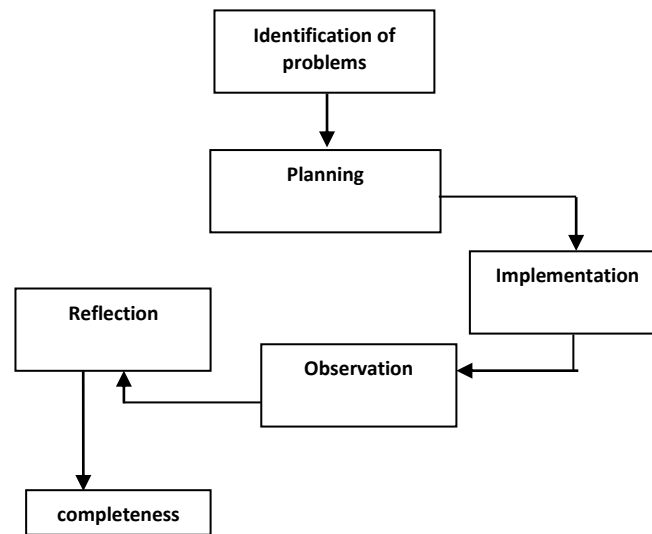 Identification of
problems
Planning
Implementation
Reflection
Observation
completeness